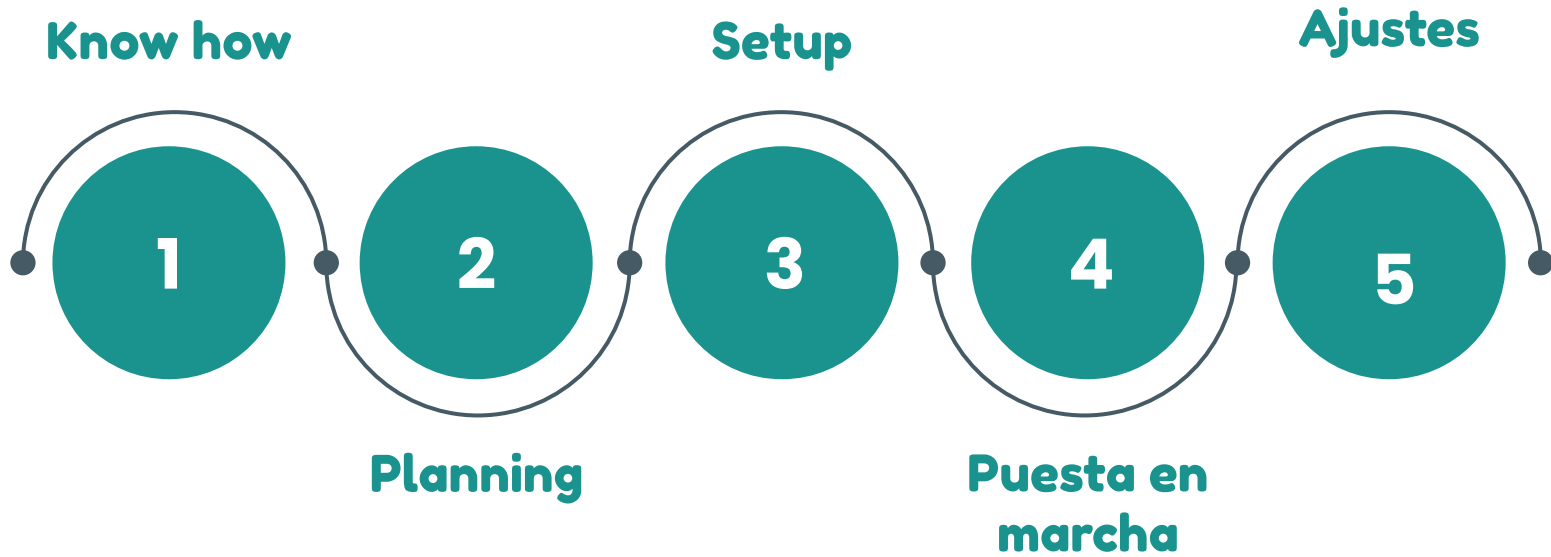 Know how
1
Planning
2
Setup
3
Puesta en
marcha
4
Ajustes
5